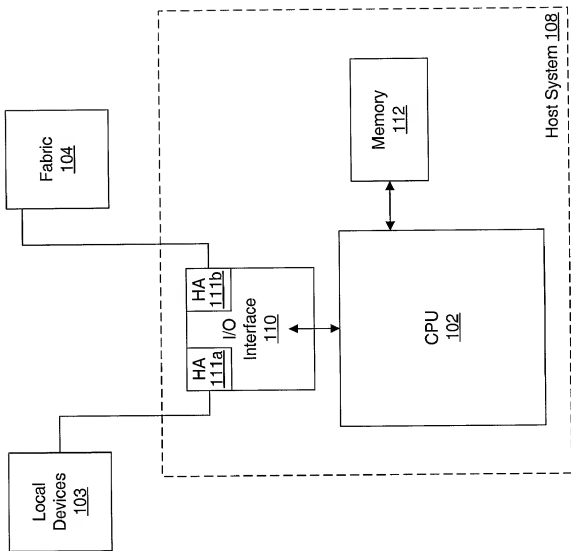 Local
Devices
103
Fabric
104
HA
111a
HA
111b
I/O
Interface
110
CPU
102
Memory
112
Host System 108